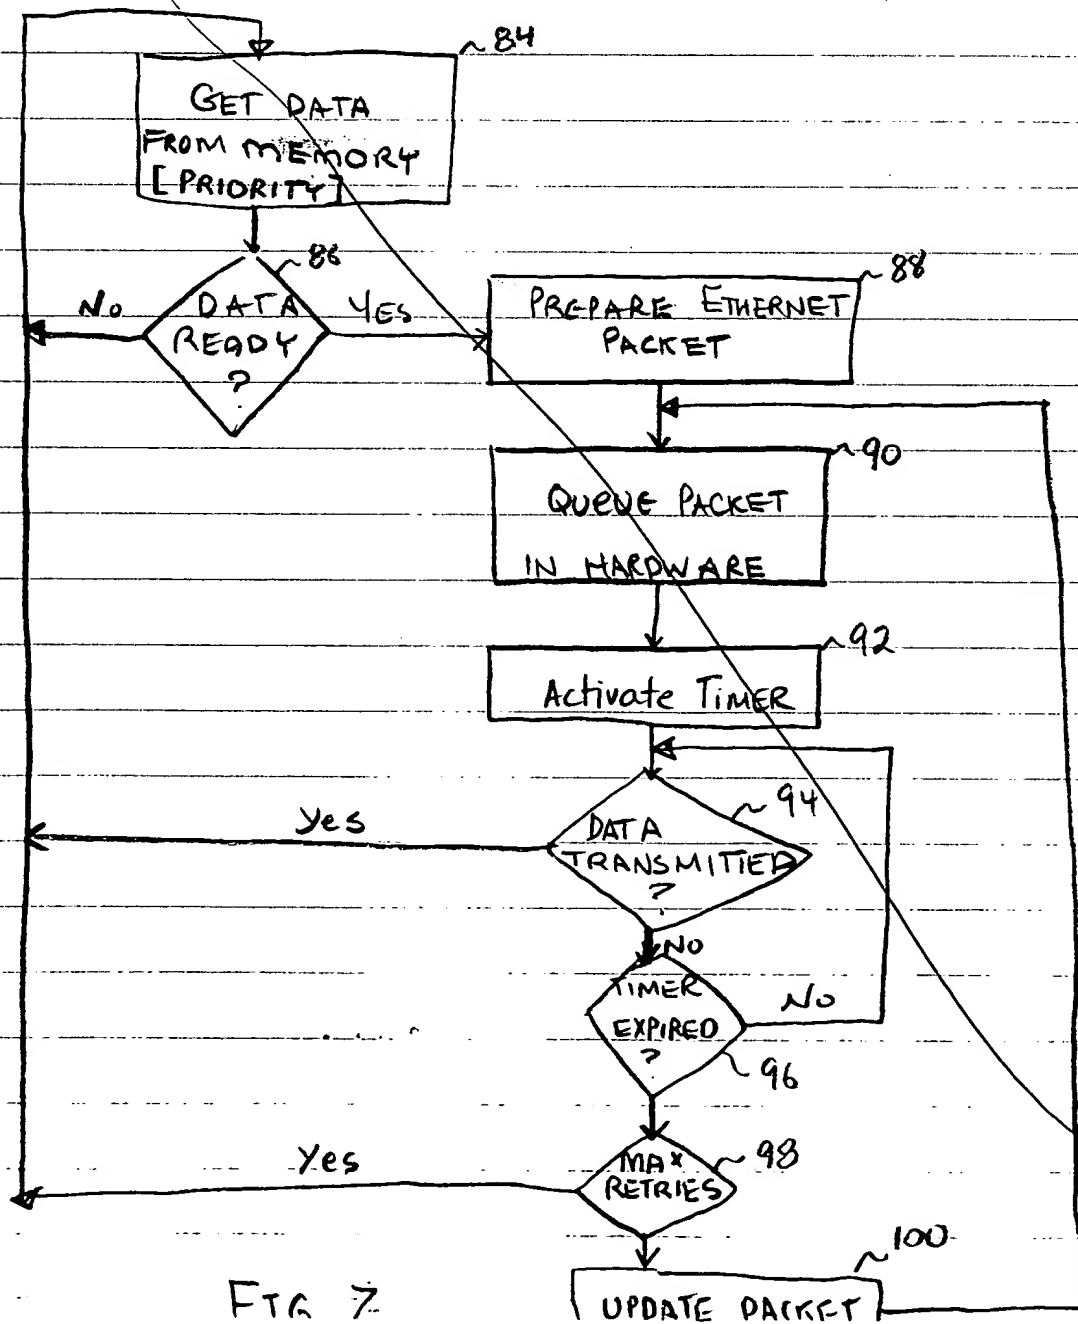 84
GET DATA
FROM MEMORY
[PRIORITY]
86
DATA
READY
?
No
YES
88
PREPARE ETHERNET
PACKET
90
QUEUE PACKET
IN HARDWARE
92
Activate TIMER
94
DATA
TRANSMITTED
?
Yes
NO
TIMER
EXPIRED
?
No
96
MAX
RETRIES
98
Yes
100
UPDATE PACKET
FIG 7